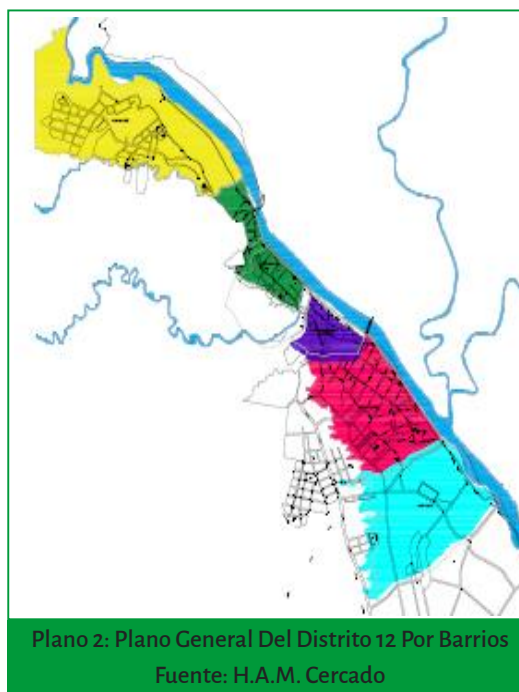 Plano 2: Plano General Del Distrito 12 Por Barrios
Fuente: H.A.M. Cercado